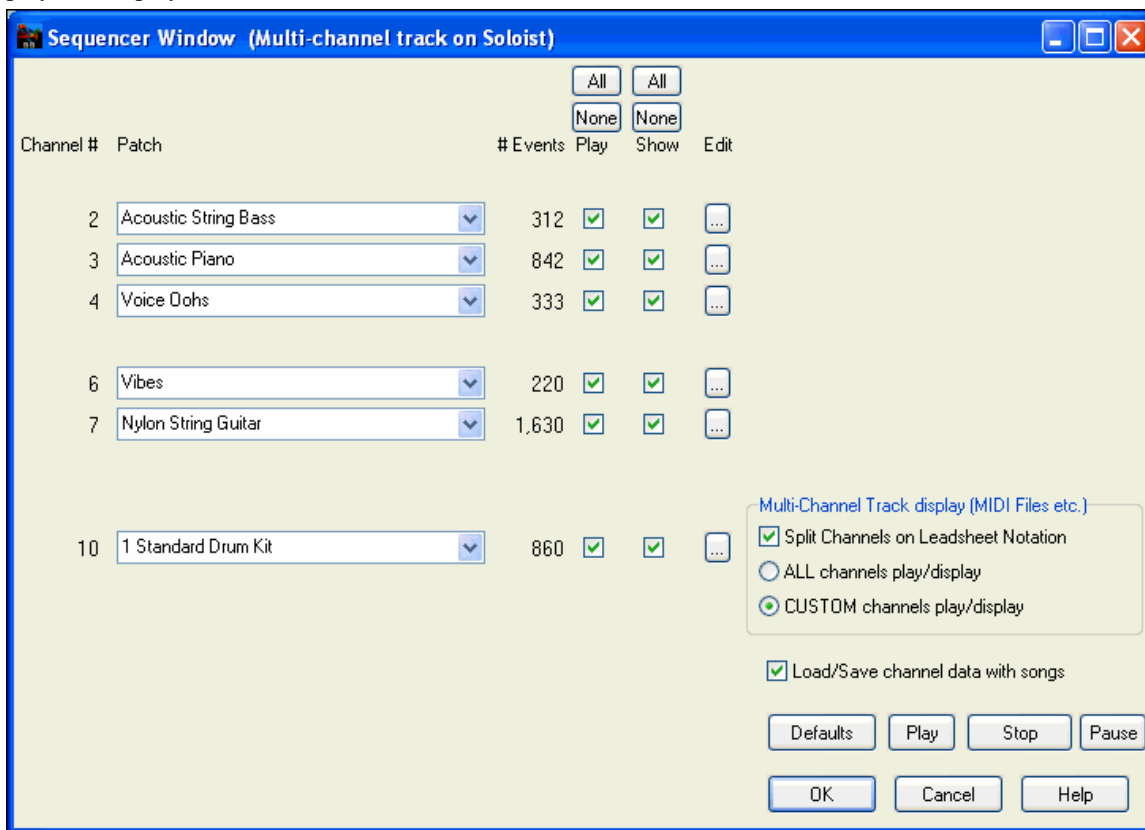 Sequencer Window (Multi-channel track on Soloist)
All All
None None
Channel # Patch # Events Play Show Edit
2 Acoustic String Bass 312 ...
3 Acoustic Piano 842 ...
4 Voice Oohs 333 ...
6 Vibes 220 ...
7 Nylon String Guitar 1,630 ...
Multi-Channel Track display (MIDI Files etc.)
Split Channels on Leadsheet Notation
10 1 Standard Drum Kit 860 ...
ALL channels play/display
CUSTOM channels play/display
Load/Save channel data with songs
Defaults Play Stop Pause
OK Cancel Help